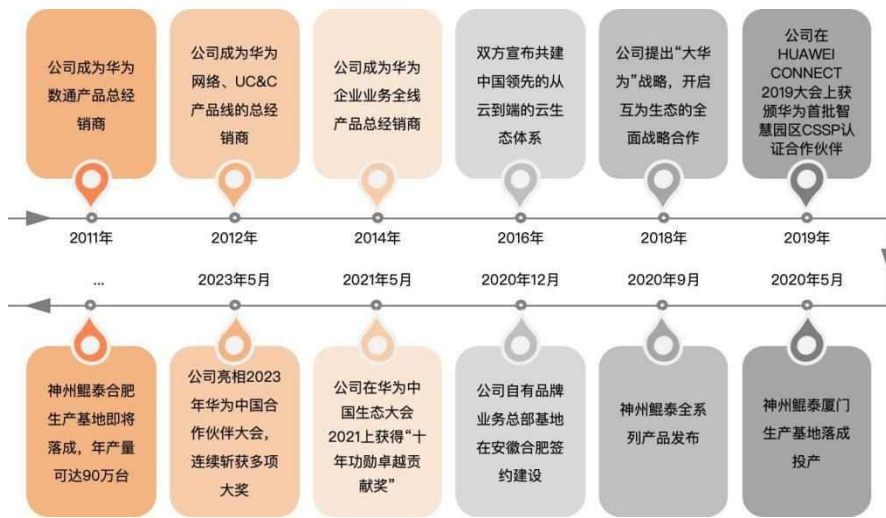 公司成为华为
数通产品总经
销商
公司成为华为
网络、UC&C
产品线的总经
销商
公司成为华为
企业业务全线
产品总经销商
双方宣布共建
中国领先的从
云到端的云生
态体系
公司提出“大华
为”战略，开启
互为生态的全
面战略合作
公司在
HUAWEI
CONNECT
2019大会上获
颁华为首批智
慧园区CSSP认
证合作伙伴
2011年
2012年
2014年
2016年
2018年
2019年
...
2023年5月
2021年5月
2020年12月
2020年9月
2020年5月
神州鲲泰合肥
生产基地即将
落成，年产量
可达90万台
公司亮相2023
年华为中国合
作伙伴大会，
连续斩获多项
大奖
公司在华为中
国生态大会
2021上获得“十
年功勋卓越贡
献奖”
公司自有品牌
业务总部基地
在安徽合肥签
约建设
神州鲲泰全系
列产品发布
神州鲲泰厦门
生产基地落成
投产